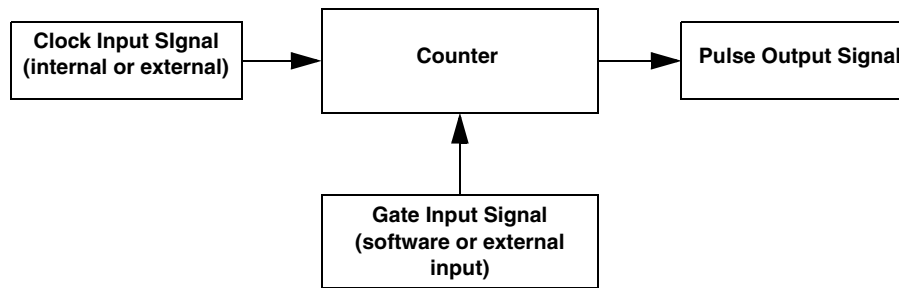 Clock Input SIgnal
(internal or external)
Counter
Pulse Output Signal
Gate Input Signal
(software or external
input)